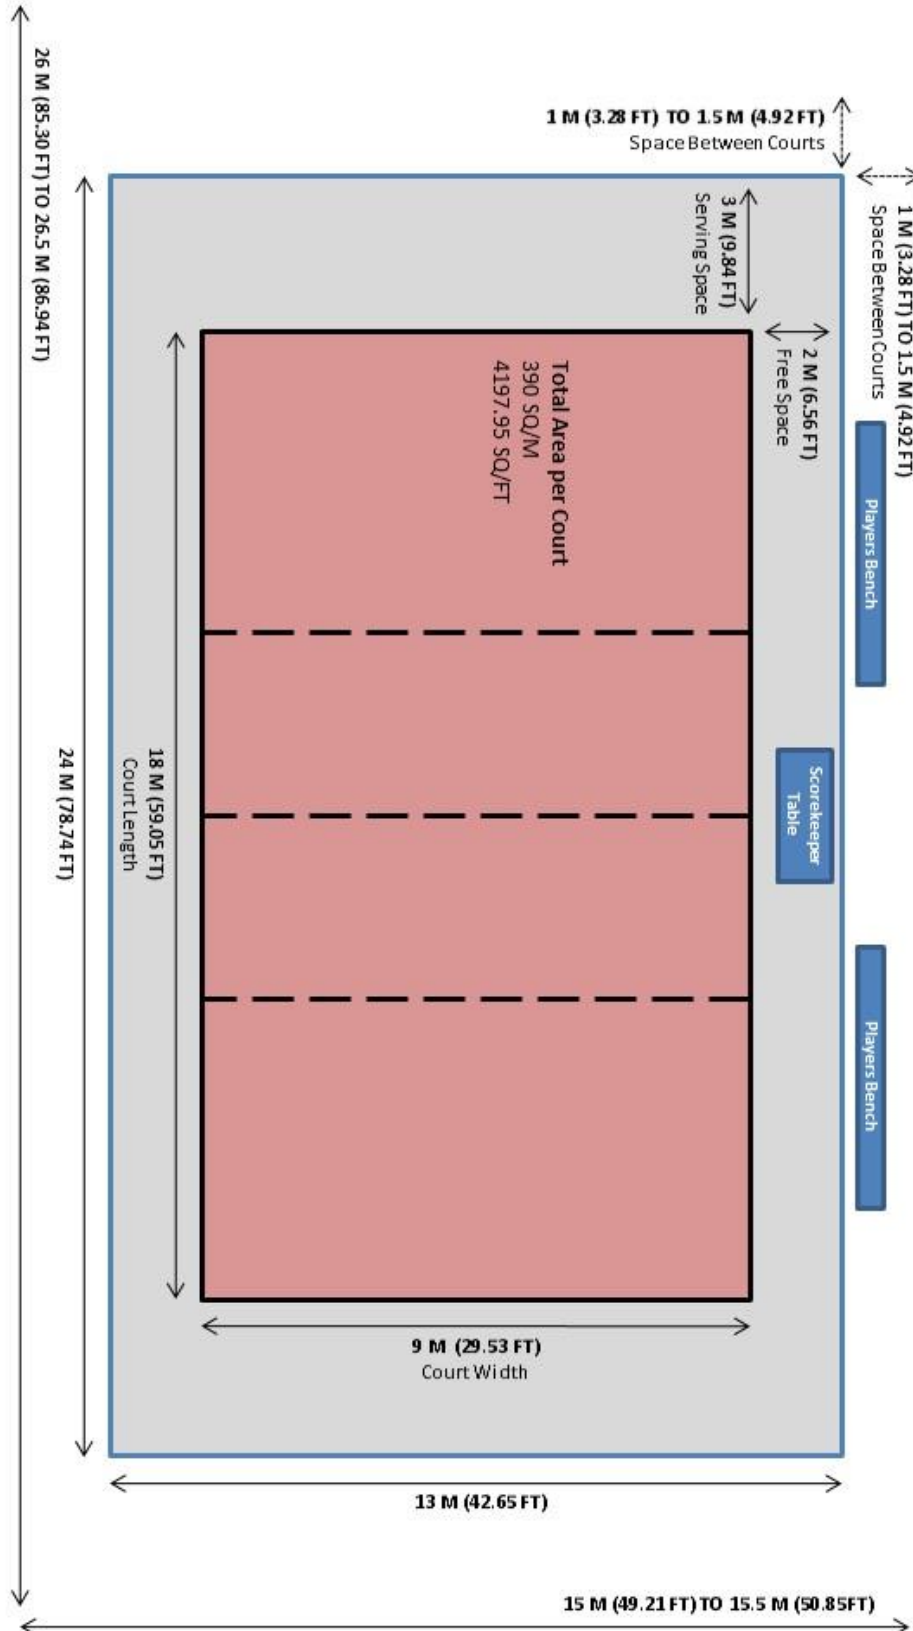 26 M (85.30 FT) TO 26.5 M (86.94 FT)
1 M (3.28 FT) TO 1.5 M (4.92 FT)
Space Between Courts
1 M (3.28 FT) TO 1.5 M (4.92 FT)
Space Between Courts
3 M (9.84 FT)
Serving Space
2 M (6.56 FT)
Free Space
Total Area per Court
390 SQ/M
4197.95 SQ/FT
Players Bench
Scorekeeper
Table
Players Bench
18 M (59.05 FT)
Court Length
24 M (78.74 FT)
9 M (29.53 FT)
Court Width
13 M (42.65 FT)
15 M (49.21 FT) TO 15.5 M (50.85FT)